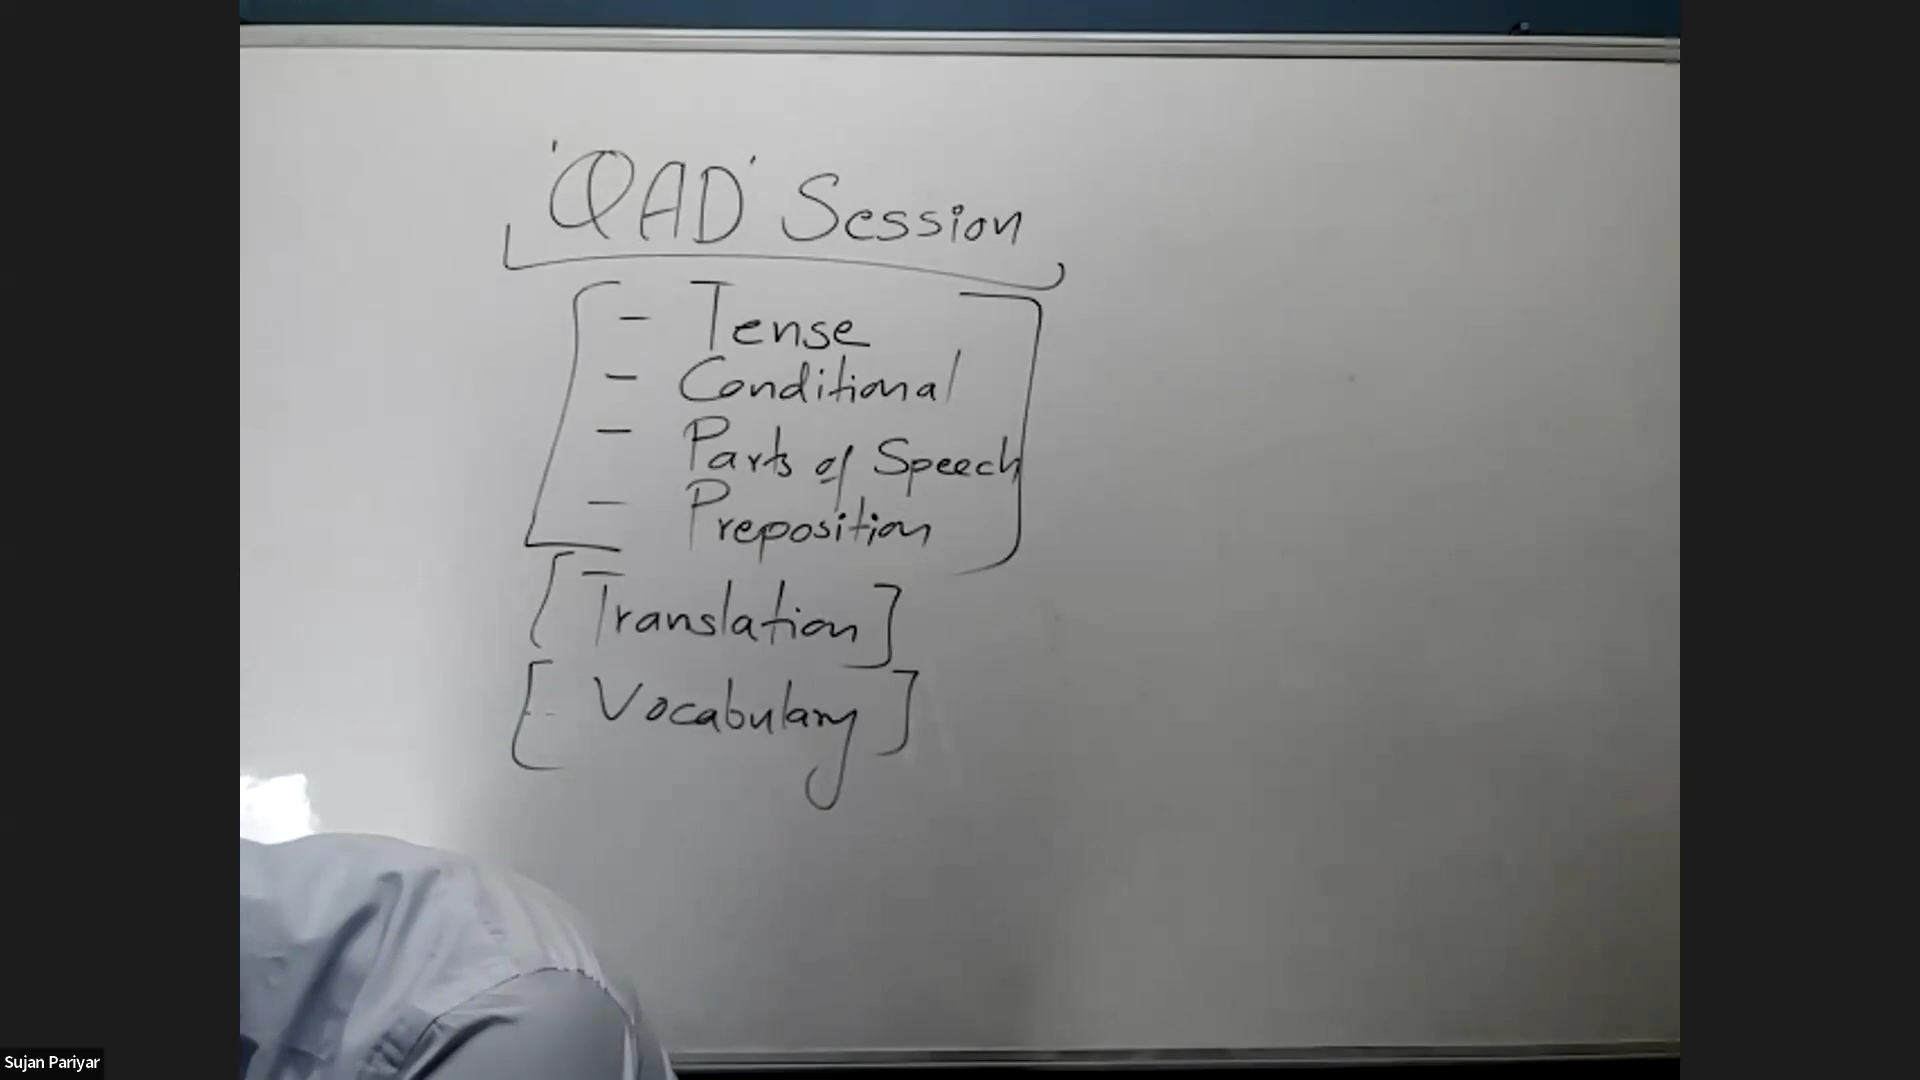 'QAD' Session
- Tense
- Conditional
- Parts of Speech
- Preposition
[Translation]
[- Vocabulary]
Sujan Pariyar